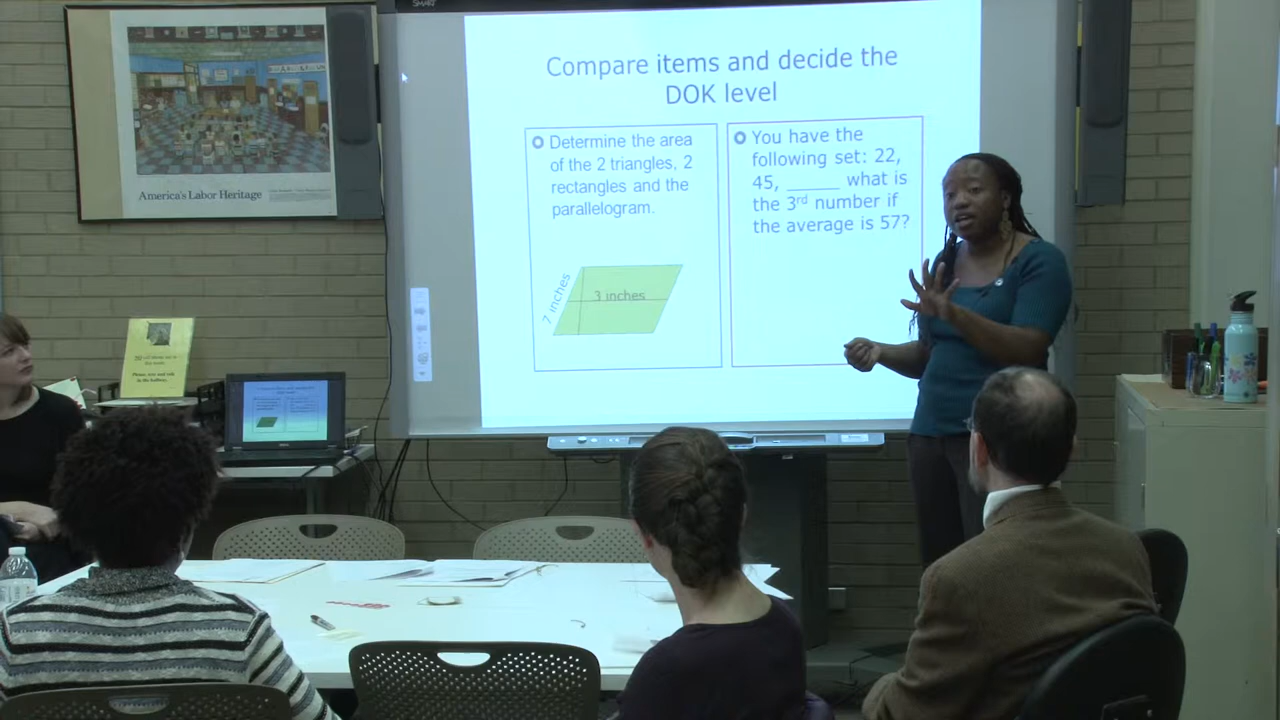 SMART
Compare items and decide the
DOK level
Determine the area
of the 2 triangles, 2
rectangles and the
parallelogram.
7 inches
3 inches
You have the
following set: 22,
45, ______ what is
the 3rd number if
the average is 57?
America's Labor Heritage